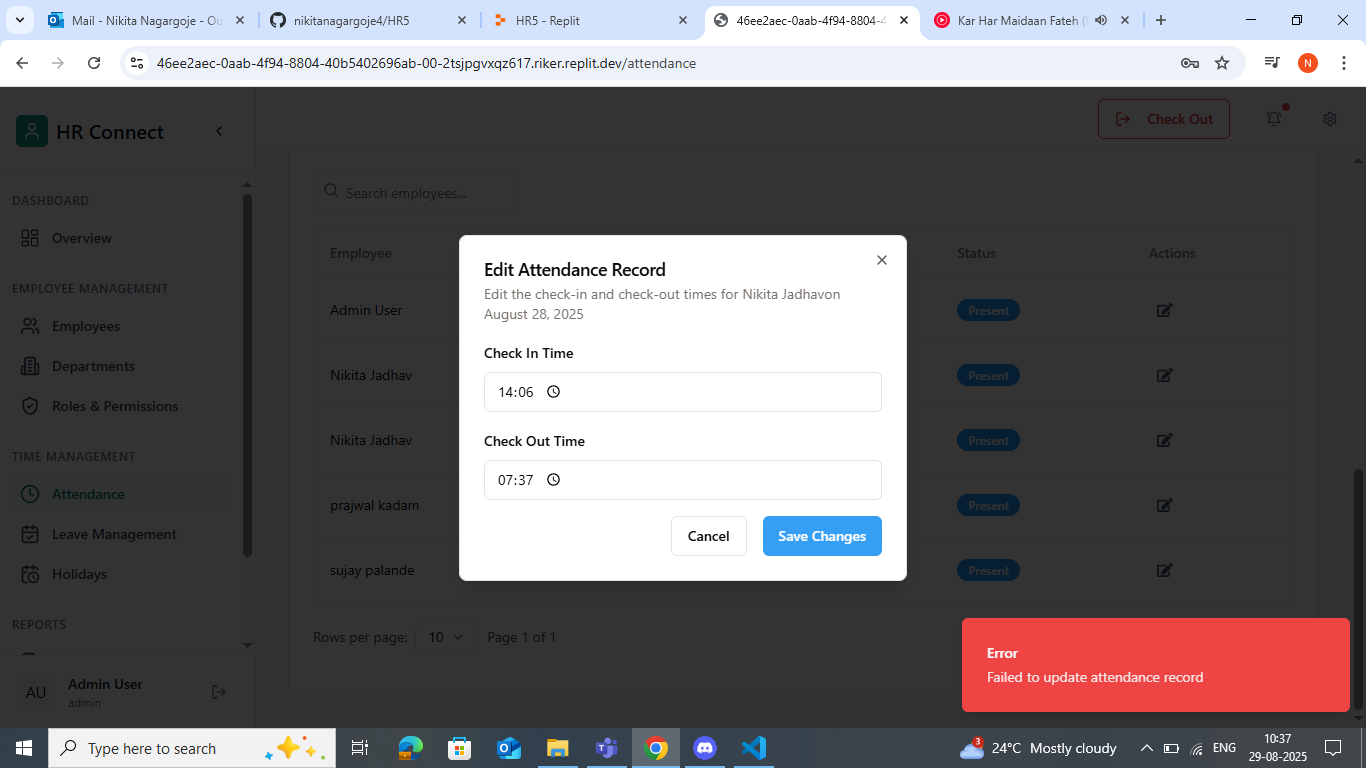 Mail - Nikita Nagargoje - Ou
nikitanagargoje4/HR5
HR5 - Replit
46ee2aec-0aab-4f94-8804-4
Kar Har Maidaan Fateh (
46ee2aec-0aab-4f94-8804-40b5402696ab-00-2tsjpgvxqz617.riker.replit.dev/attendance
N
HR Connect
Check Out
DASHBOARD
Overview
EMPLOYEE MANAGEMENT
Employees
Departments
Roles & Permissions
TIME MANAGEMENT
Attendance
Leave Management
Holidays
REPORTS
AU
Admin User
admin
Search employees...
Employee
Status
Actions
Admin User
Present
Nikita Jadhav
Present
Nikita Jadhav
Present
prajwal kadam
Present
sujay palande
Present
Rows per page:
10
Page 1 of 1
Edit Attendance Record
Edit the check-in and check-out times for Nikita Jadhavon
August 28, 2025
Check In Time
14:06
Check Out Time
07:37
Cancel
Save Changes
Error
Failed to update attendance record
Type here to search
3
24°C Mostly cloudy
ENG
10:37
29-08-2025